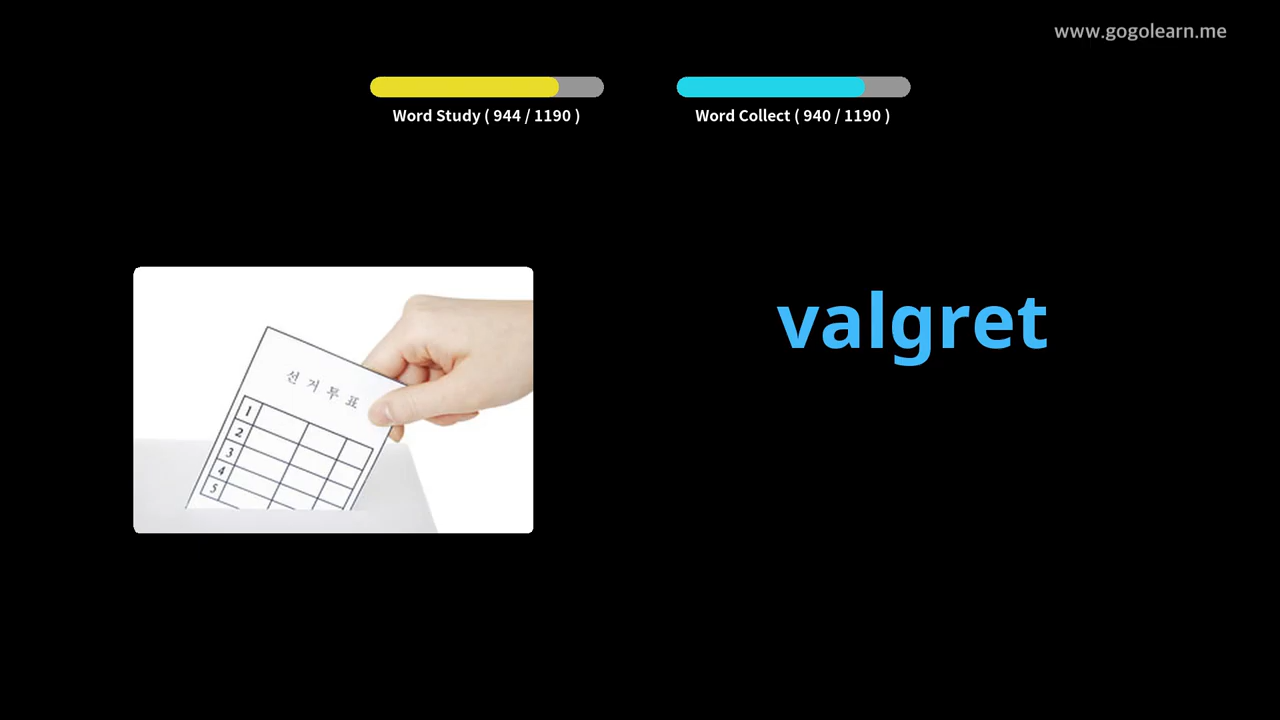 www.gogolearn.me
Word Study ( 944 / 1190 )
Word Collect ( 940 / 1190 )
선거투표
1
2
3
4
5
valgret